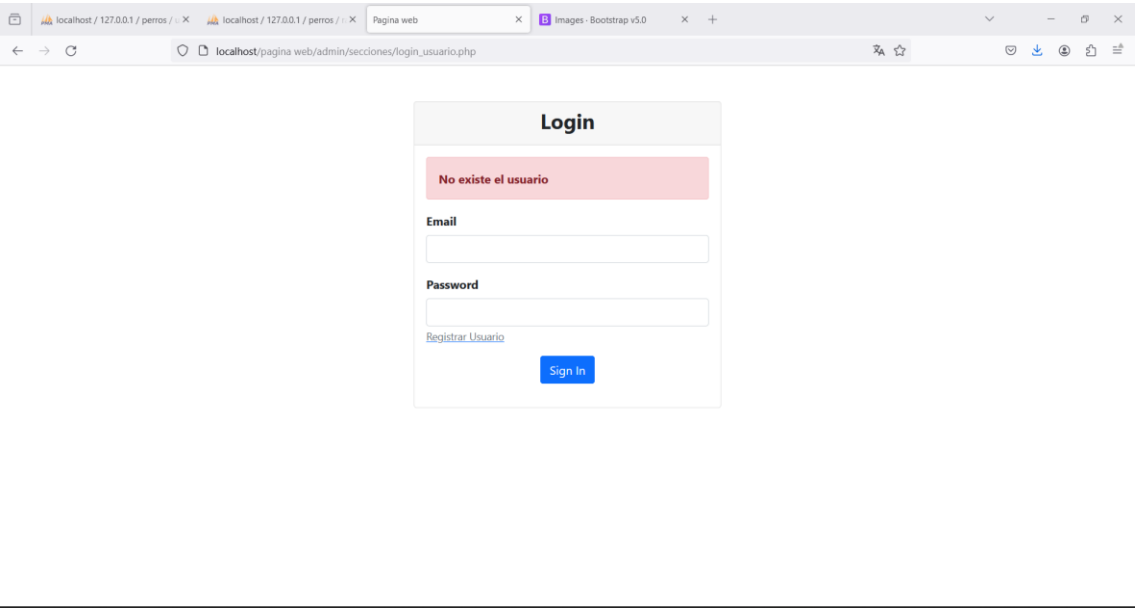 localhost / 127.0.0.1 / perros /
localhost / 127.0.0.1 / perros /
Pagina web
B Images · Bootstrap v5.0
localhost/pagina web/admin/secciones/login_usuario.php
Login
No existe el usuario
Email
Password
Registrar Usuario
Sign In